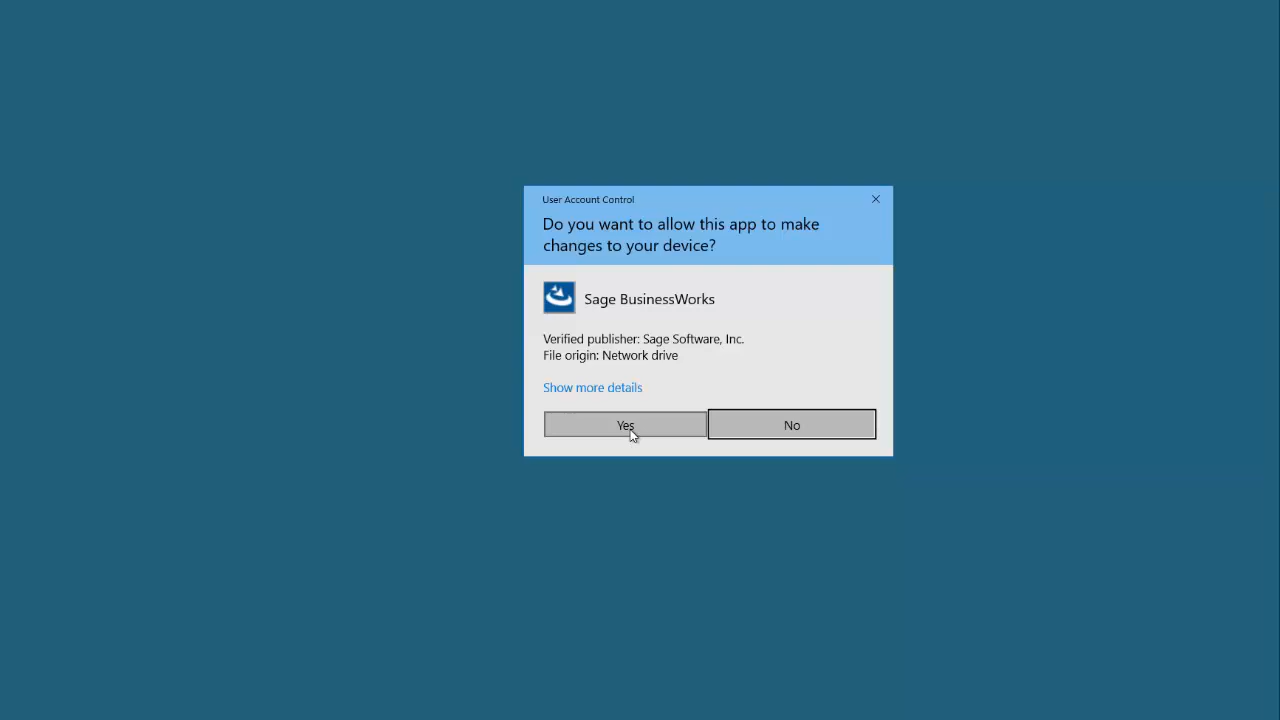 User Account Control
Do you want to allow this app to make
changes to your device?
Sage BusinessWorks
Verified publisher: Sage Software, Inc.
File origin: Network drive
Show more details
Yes
No